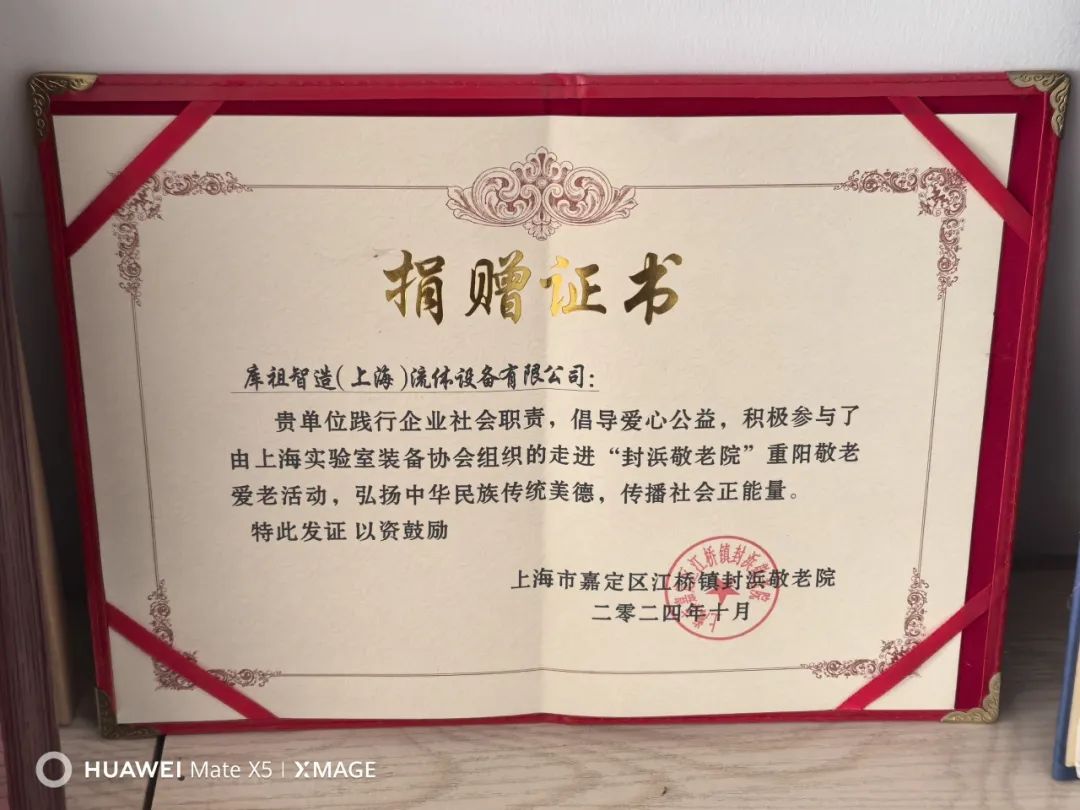 捐赠证书
库祖智造(上海)流体设备有限公司:
贵单位践行企业社会职责，倡导爱心公益，积极参与了
由上海实验室装备协会组织的走进“封浜敬老院”重阳敬老
爱老活动，弘扬中华民族传统美德，传播社会正能量。
特此发证 以资鼓励
上海市嘉定区江桥镇封浜敬老院
二零二四年十月
HUAWEI Mate X5 | XMAGE